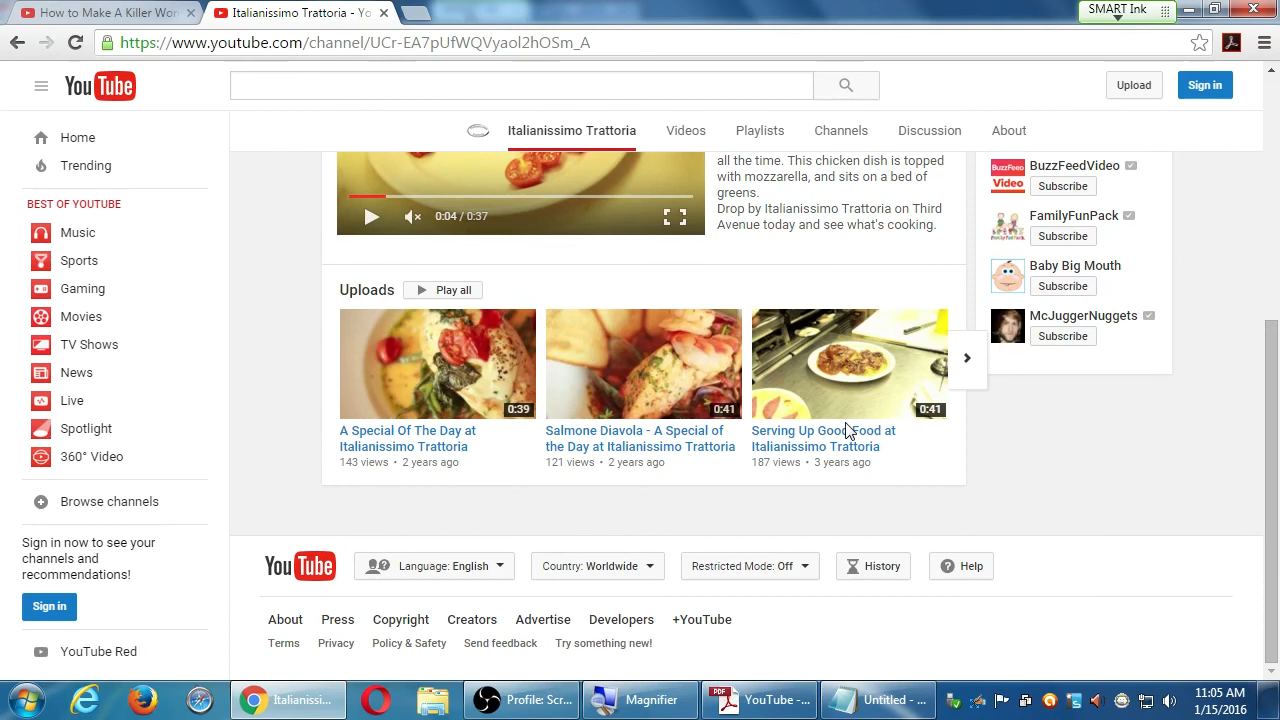 How to Make A Killer Wor
Italianissimo Trattoria - Yo
SMART Ink
https://www.youtube.com/channel/UCr-EA7pUfWQVyaol2hOSm_A
YouTube
Upload
Sign in
Italianissimo Trattoria
Videos
Playlists
Channels
Discussion
About
Home
Trending
BEST OF YOUTUBE
Music
Sports
Gaming
Movies
TV Shows
News
Live
Spotlight
360° Video
Browse channels
Sign in now to see your
channels and
recommendations!
Sign in
YouTube Red
0:04 / 0:37
all the time. This chicken dish is topped
with mozzarella, and sits on a bed of
greens.
Drop by Italianissimo Trattoria on Third
Avenue today and see what's cooking.
BuzzFeed
Video
BuzzFeedVideo
Subscribe
FamilyFunPack
Subscribe
Baby Big Mouth
Subscribe
McJuggerNuggets
Subscribe
Uploads
Play all
0:39
A Special Of The Day at
Italianissimo Trattoria
143 views • 2 years ago
0:41
Salmone Diavola - A Special of
the Day at Italianissimo Trattoria
121 views • 2 years ago
0:41
Serving Up Good Food at
Italianissimo Trattoria
187 views • 3 years ago
YouTube
Language: English
Country: Worldwide
Restricted Mode: Off
History
Help
About
Press
Copyright
Creators
Advertise
Developers
+YouTube
Terms
Privacy
Policy & Safety
Send feedback
Try something new!
Italianissi...
Profile: Scr...
Magnifier
PDF
YouTube -...
Untitled - ...
11:05 AM
1/15/2016